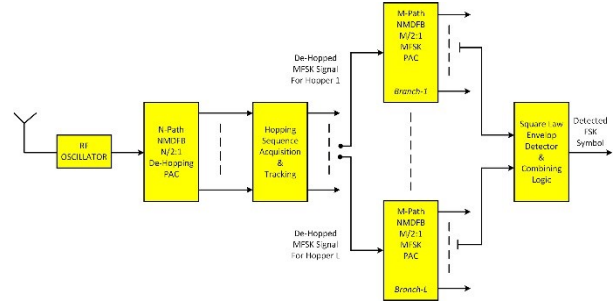 RF
OSCILLATOR
N-Path
NMDFB
N/2:1
De-Hopping
PAC
Hopping
Sequence
Acquisition
&
Tracking
De-Hopped
MFSK Signal
For Hopper 1
De-Hopped
MFSK Signal
For Hopper L
M-Path
NMDFB
M/2:1
MFSK
PAC
Branch-1
M-Path
NMDFB
M/2:1
MFSK
PAC
Branch-L
Square Law
Envelop
Detector
&
Combining
Logic
Detected
FSK
Symbol